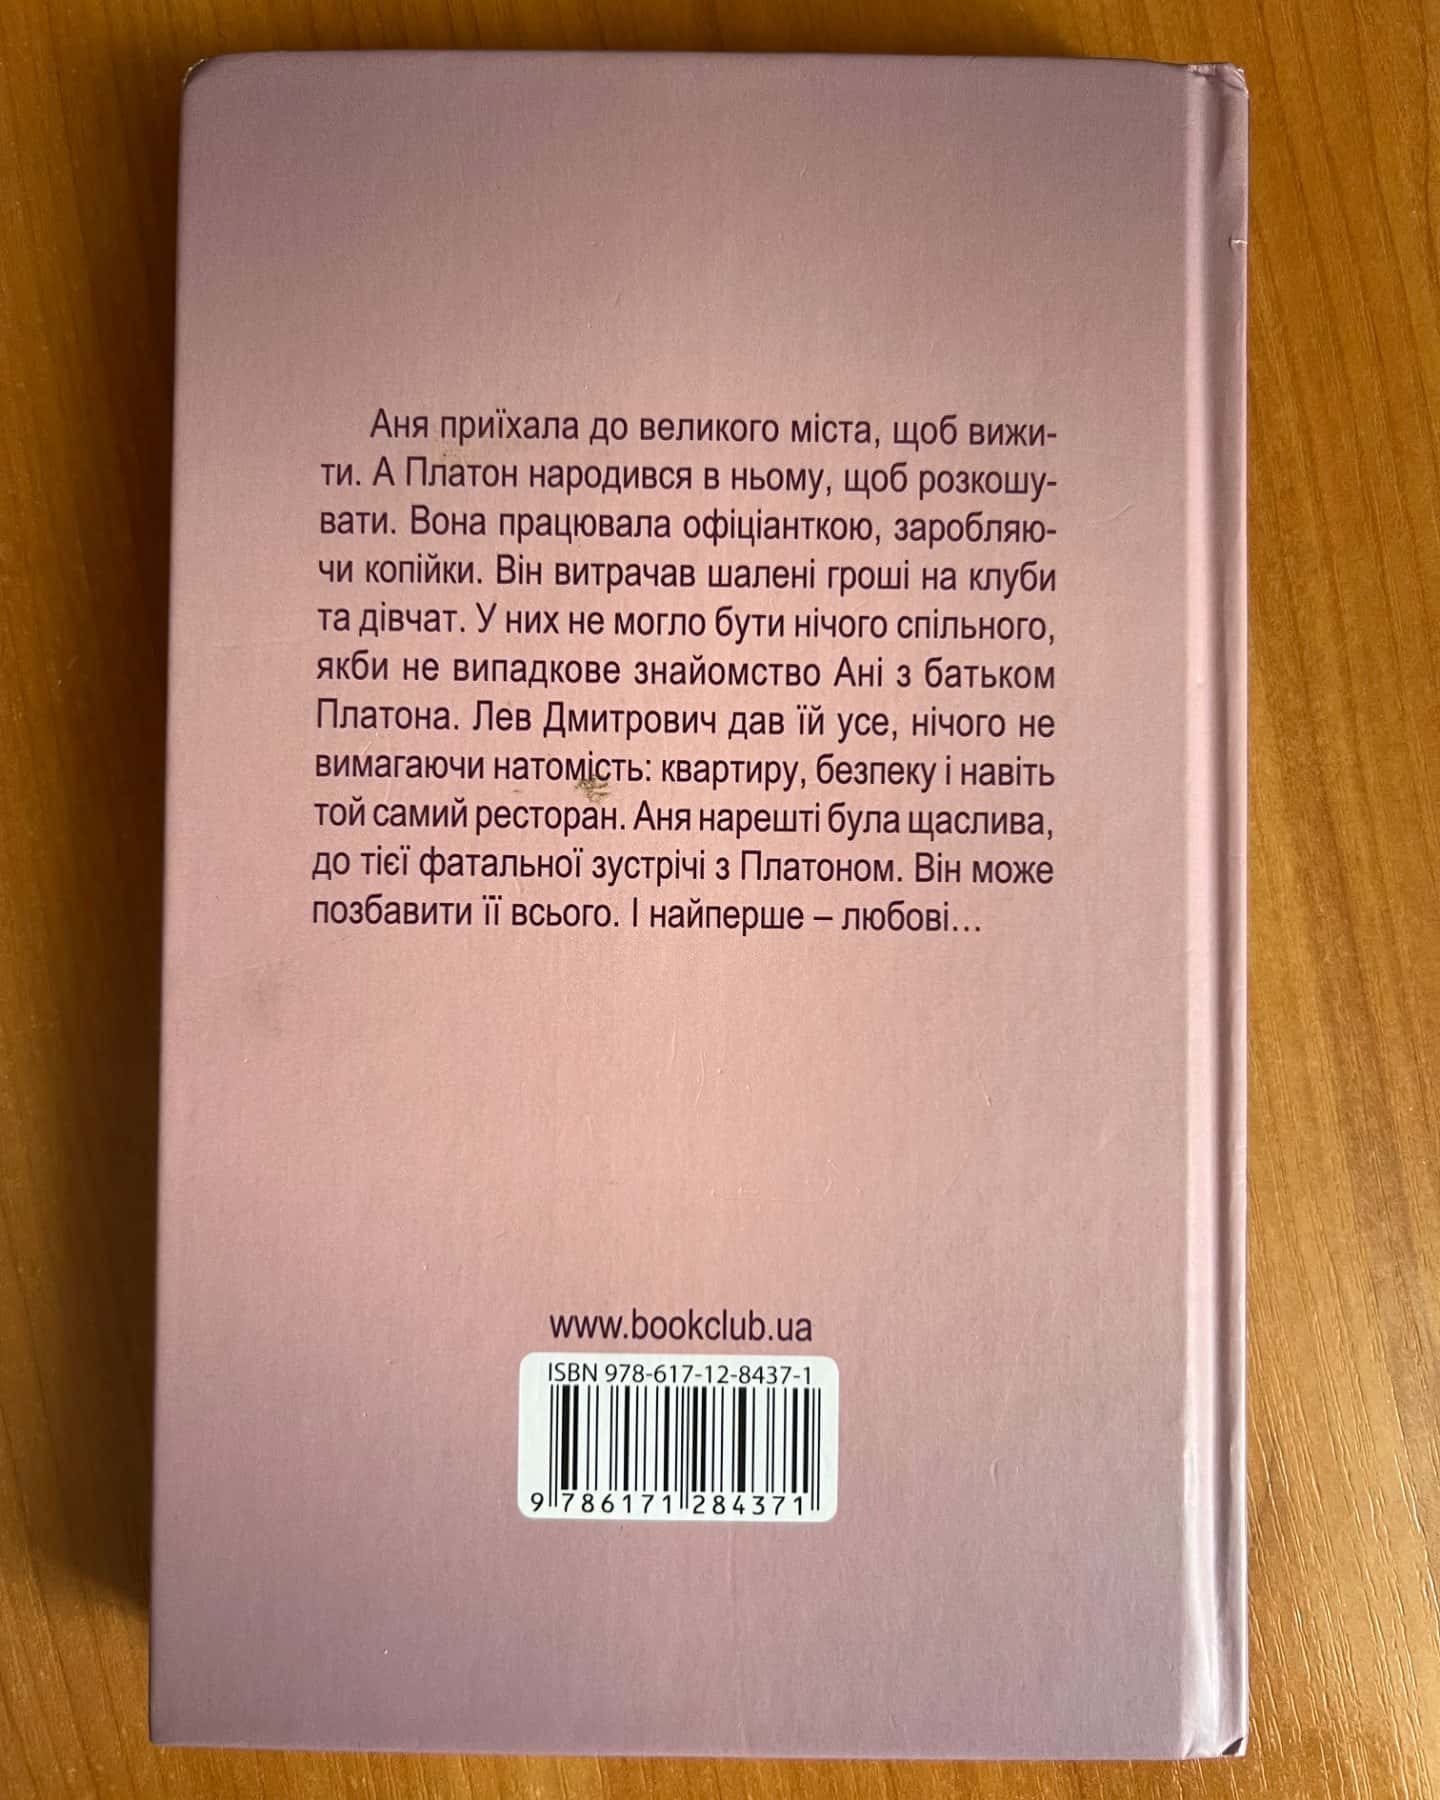 Аня приїхала до великого міста, щоб вижи-
ти. А Платон народився в ньому, щоб розкошу-
вати. Вона працювала офіціанткою, заробляю-
чи копійки. Він витрачав шалені гроші на клуби
та дівчат. У них не могло бути нічого спільного,
якби не випадкове знайомство Ані з батьком
Платона. Лев Дмитрович дав їй усе, нічого не
вимагаючи натомість: квартиру, безпеку і навіть
той самий ресторан. Аня нарешті була щаслива,
до тієї фатальної зустрічі з Платоном. Він може
позбавити її всього. І найперше – любові…
www.bookclub.ua
ISBN 978-617-12-8437-1
9 786171 284371